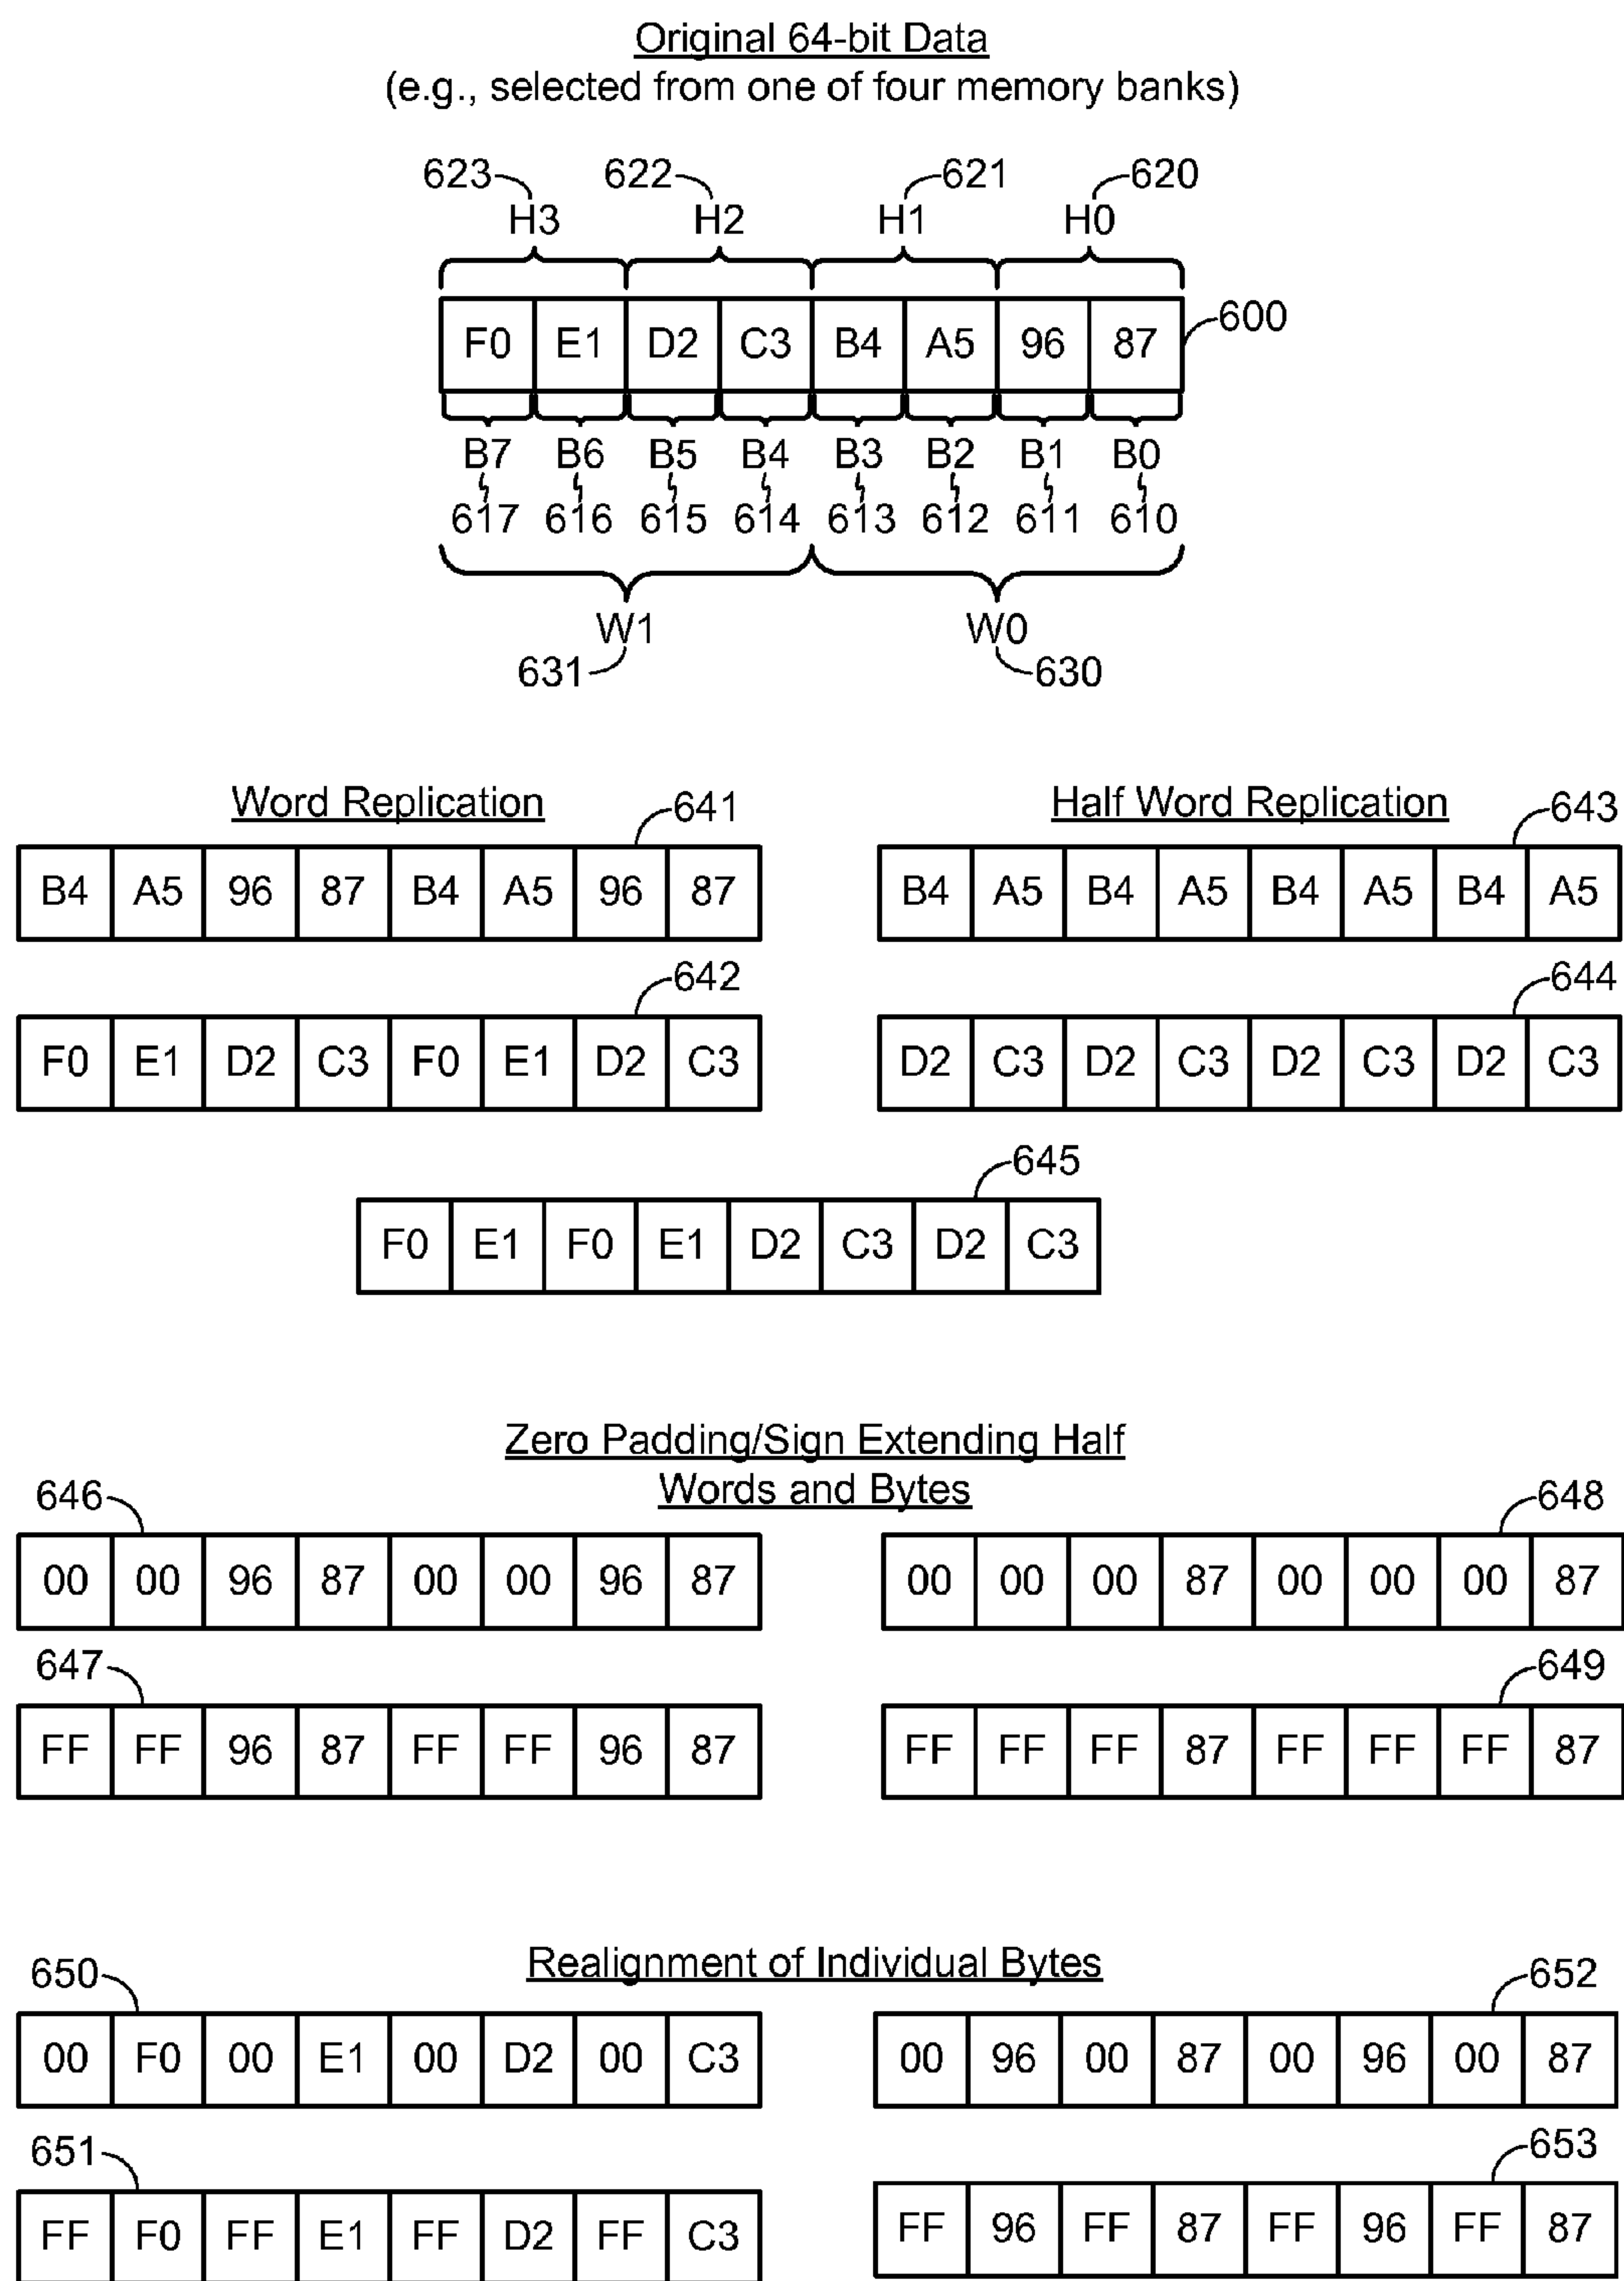 Original 64-bit Data
(e.g., selected from one of four memory banks)
623 622 621 620
H3 H2 H1 H0
600
F0 E1 D2 C3 B4 A5 96 87
B7 B6 B5 B4 B3 B2 B1 B0
617 616 615 614 613 612 611 610
W1 W0
631 630
Word Replication
641
B4 A5 96 87 B4 A5 96 87
642
F0 E1 D2 C3 F0 E1 D2 C3
Half Word Replication
643
B4 A5 B4 A5 B4 A5 B4 A5
644
D2 C3 D2 C3 D2 C3 D2 C3
645
F0 E1 F0 E1 D2 C3 D2 C3
Zero Padding/Sign Extending Half
Words and Bytes
646
00 00 96 87 00 00 96 87
647
FF FF 96 87 FF FF 96 87
648
00 00 00 87 00 00 00 87
649
FF FF FF 87 FF FF FF 87
Realignment of Individual Bytes
650
00 F0 00 E1 00 D2 00 C3
651
FF F0 FF E1 FF D2 FF C3
652
00 96 00 87 00 96 00 87
653
FF 96 FF 87 FF 96 FF 87